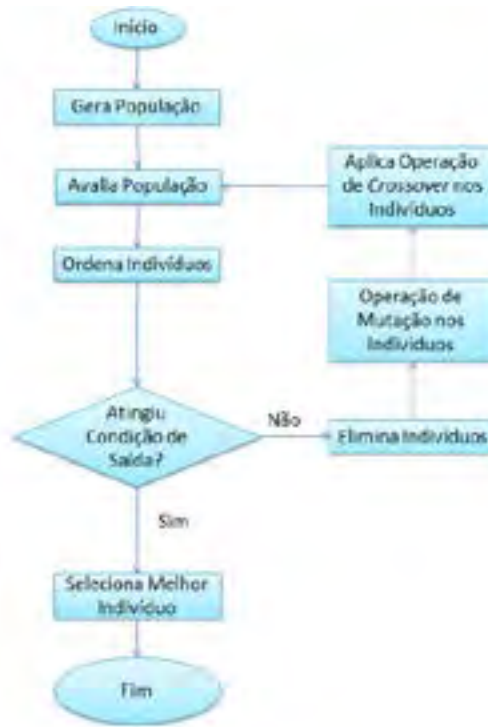 Início
Gera População
Avalia População
Ordena Indivíduos
Atingiu
Condição de
Saída?
Não
Elimina Indivíduos
Operação de
Mutação nos
Indivíduos
Aplica Operação
de Crossover nos
Indivíduos
Sim
Seleciona Melhor
Indivíduo
Fim